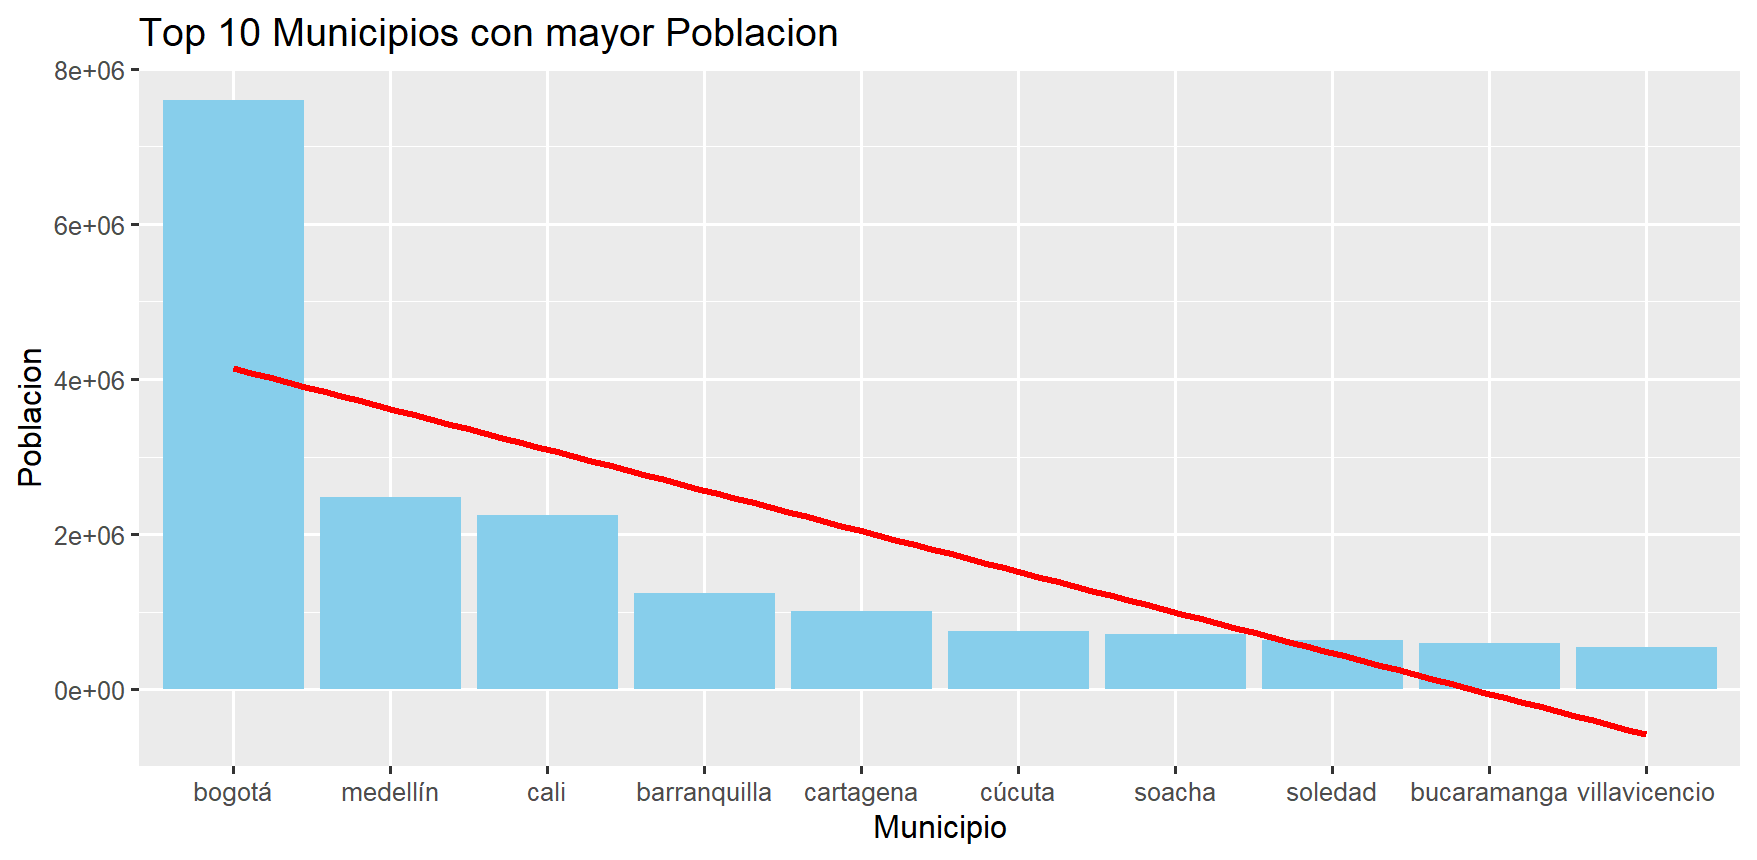 Top 10 Municipios con mayor Poblacion
8e+06
6e+06
4e+06
2e+06
0e+00
Poblacion
bogotá medellín cali barranquilla cartagena cúcuta soacha soledad bucaramanga villavicencio
Municipio